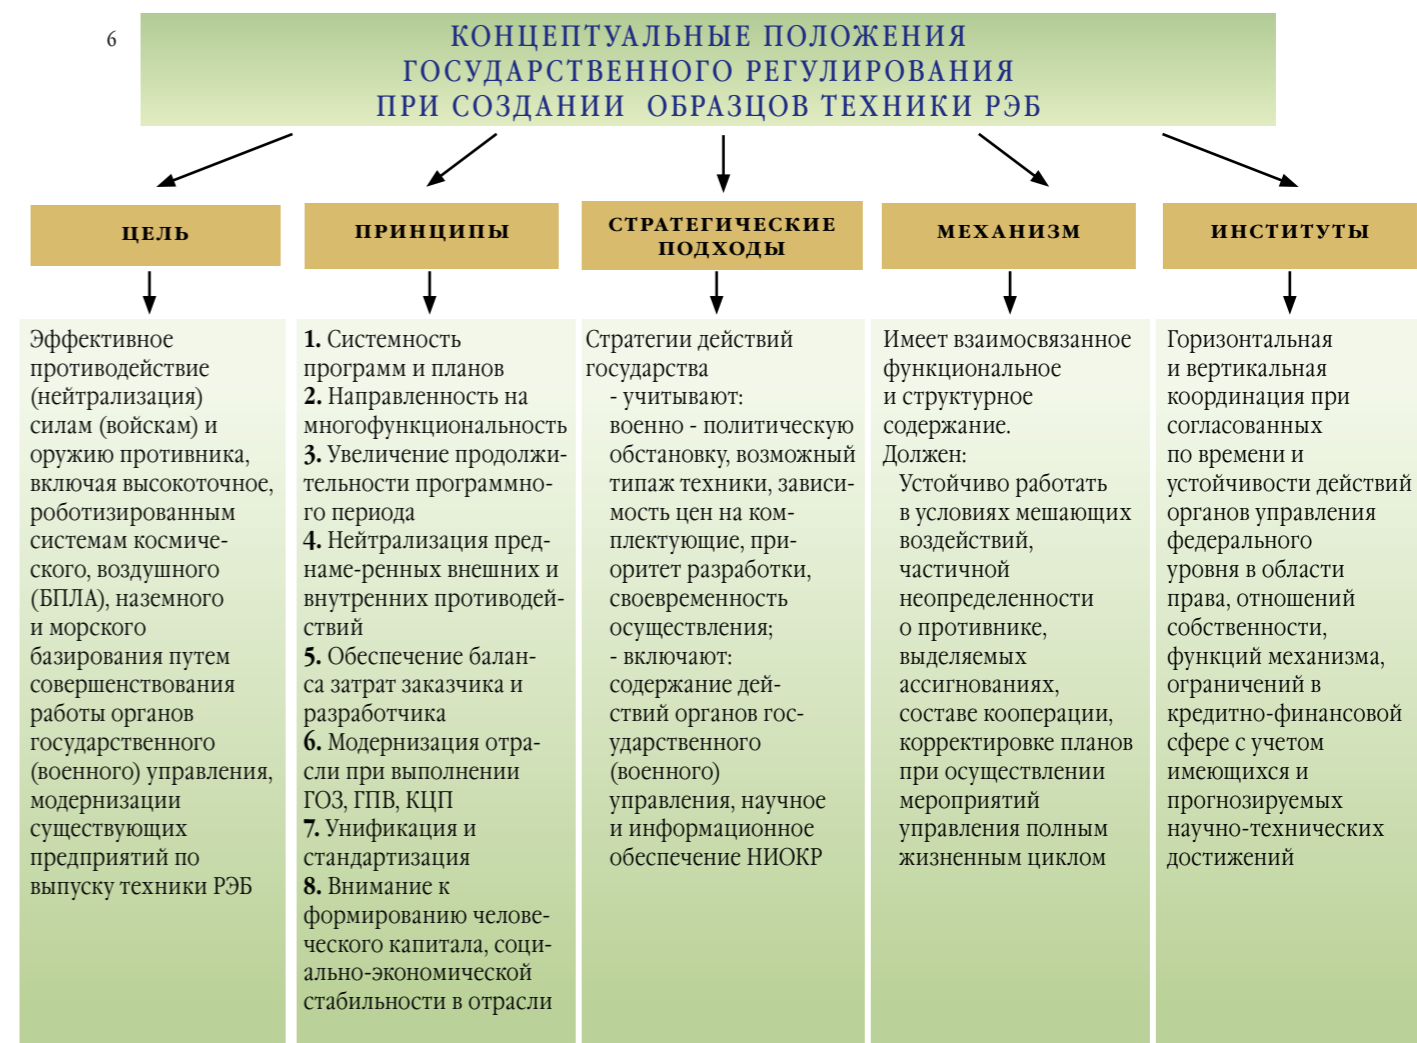 6
КОНЦЕПТУАЛЬНЫЕ ПОЛОЖЕНИЯ
ГОСУДАРСТВЕННОГО РЕГУЛИРОВАНИЯ
ПРИ СОЗДАНИИ ОБРАЗЦОВ ТЕХНИКИ РЭБ
ЦЕЛЬ
Эффективное
противодействие
(нейтрализация)
силам (войскам) и
оружию противника,
включая высокоточное,
роботизированным
системам космиче-
ского, воздушного
(БПЛА), наземного
и морского
базирования путем
совершенствования
работы органов
государственного
(военного) управления,
модернизации
существующих
предприятий по
выпуску техники РЭБ
ПРИНЦИПЫ
1. Системность
программ и планов
2. Направленность на
многофункциональность
3. Увеличение продолжи-
тельности программно-
го периода
4. Нейтрализация пред-
наме-ренных внешних и
внутренних противодей-
ствий
5. Обеспечение балан-
са затрат заказчика и
разработчика
6. Модернизация отра-
сли при выполнении
ГОЗ, ГПВ, КЦП
7. Унификация и
стандартизация
8. Внимание к
формированию челове-
ческого капитала, соци-
ально-экономической
стабильности в отрасли
СТРАТЕГИЧЕСКИЕ
ПОДХОДЫ
Стратегии действий
государства
- учитывают:
военно - политическую
обстановку, возможный
типаж техники, зависи-
мость цен на ком-
плектующие, при-
оритет разработки,
своевременность
осуществления;
- включают:
содержание дей-
ствий органов гос-
ударственного
(военного)
управления, научное
и информационное
обеспечение НИОКР
МЕХАНИЗМ
Имеет взаимосвязанное
функциональное
и структурное
содержание.
Должен:
Устойчиво работать
в условиях мешающих
воздействий,
частичной
неопределенности
о противнике,
выделяемых
ассигнованиях,
составе кооперации,
корректировке планов
при осуществлении
мероприятий
управления полным
жизненным циклом
ИНСТИТУТЫ
Горизонтальная
и вертикальная
координация при
согласованных
по времени и
устойчивости действий
органов управления
федерального
уровня в области
права, отношений
собственности,
функций механизма,
ограничений в
кредитно-финансовой
сфере с учетом
имеющихся и
прогнозируемых
научно-технических
достижений